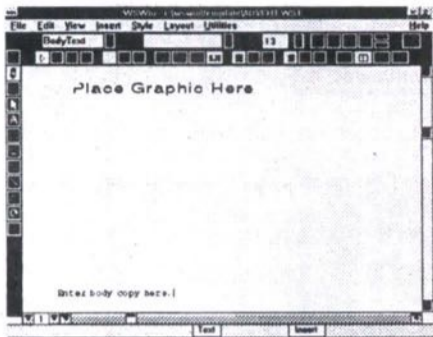 File Edit View Insert Style Layout Utilities Help
BodyText 13
Place Graphic Here
Enter body copy here.
1
Text Insert